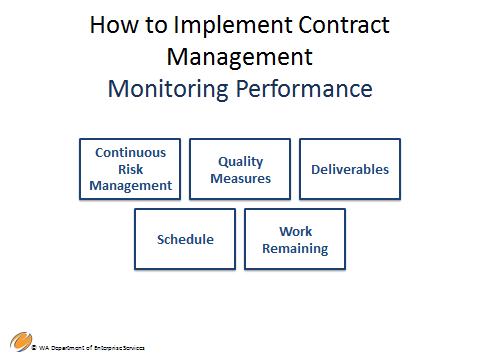 How to Implement Contract
Management
Monitoring Performance
Continuous
Risk
Management
Quality
Measures
Deliverables
Schedule
Work
Remaining
© WA Department of Enterprise Services